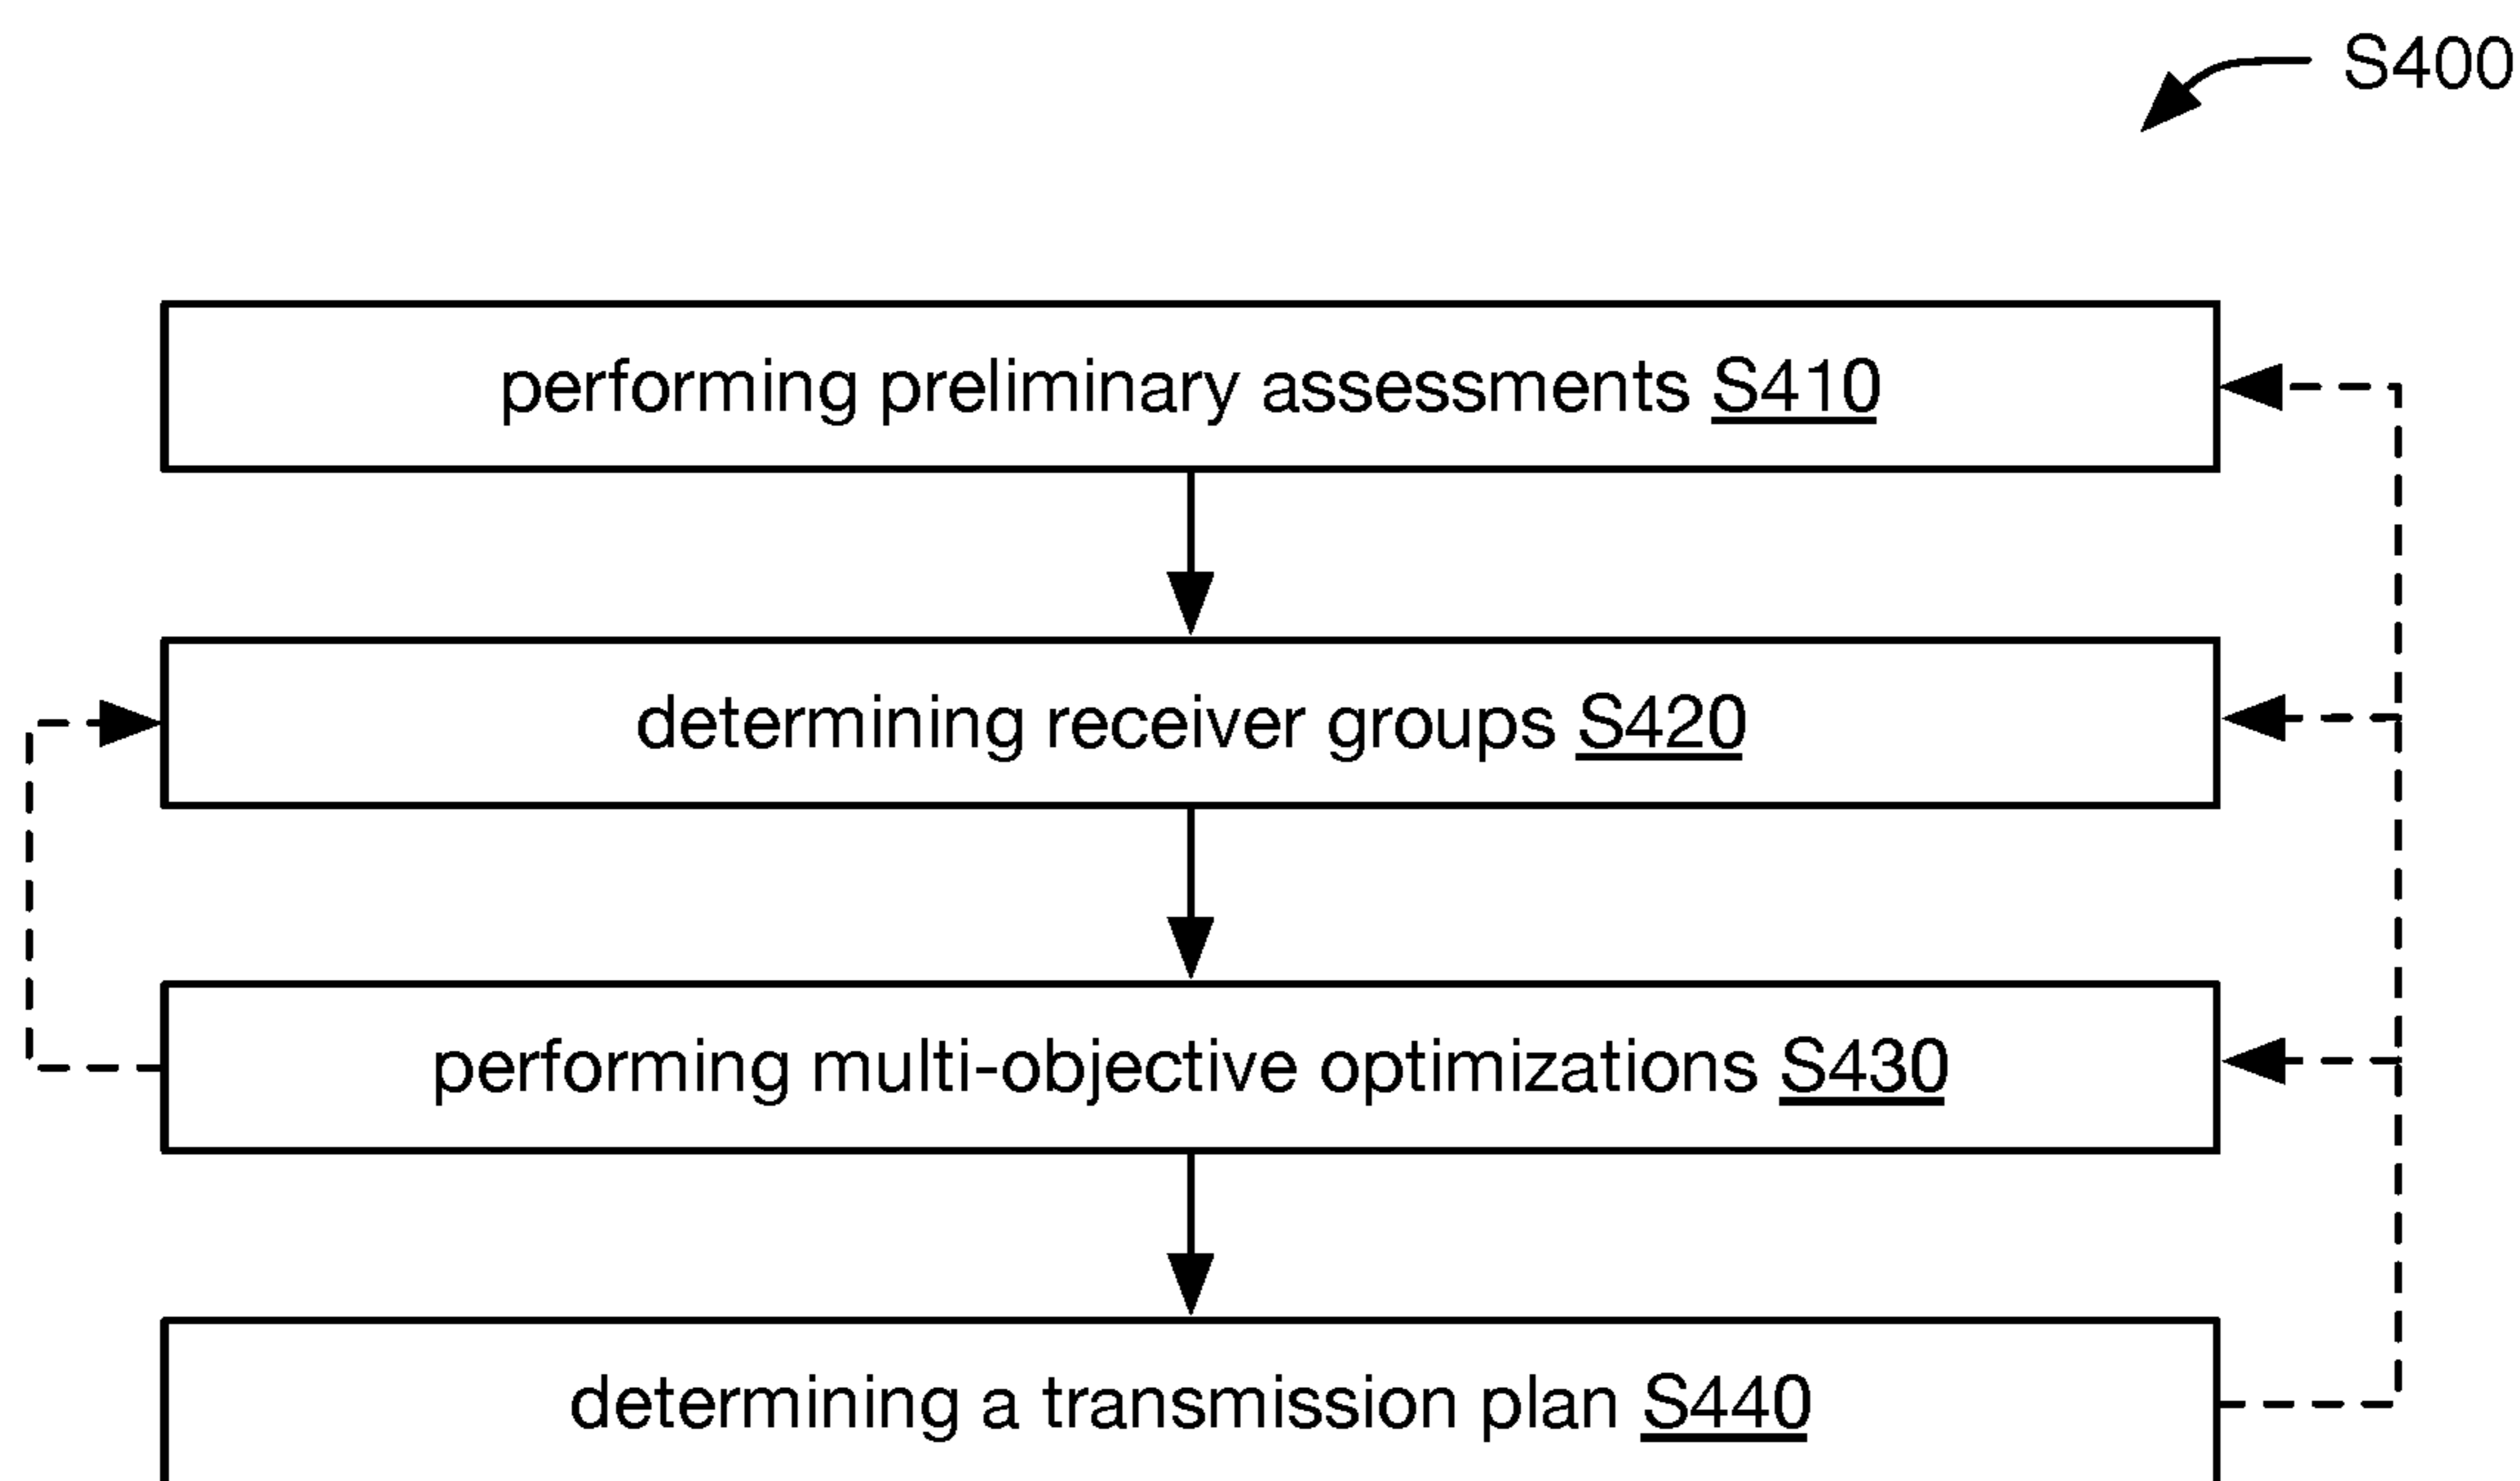 S400
performing preliminary assessments S410
determining receiver groups S420
performing multi-objective optimizations S430
determining a transmission plan S440